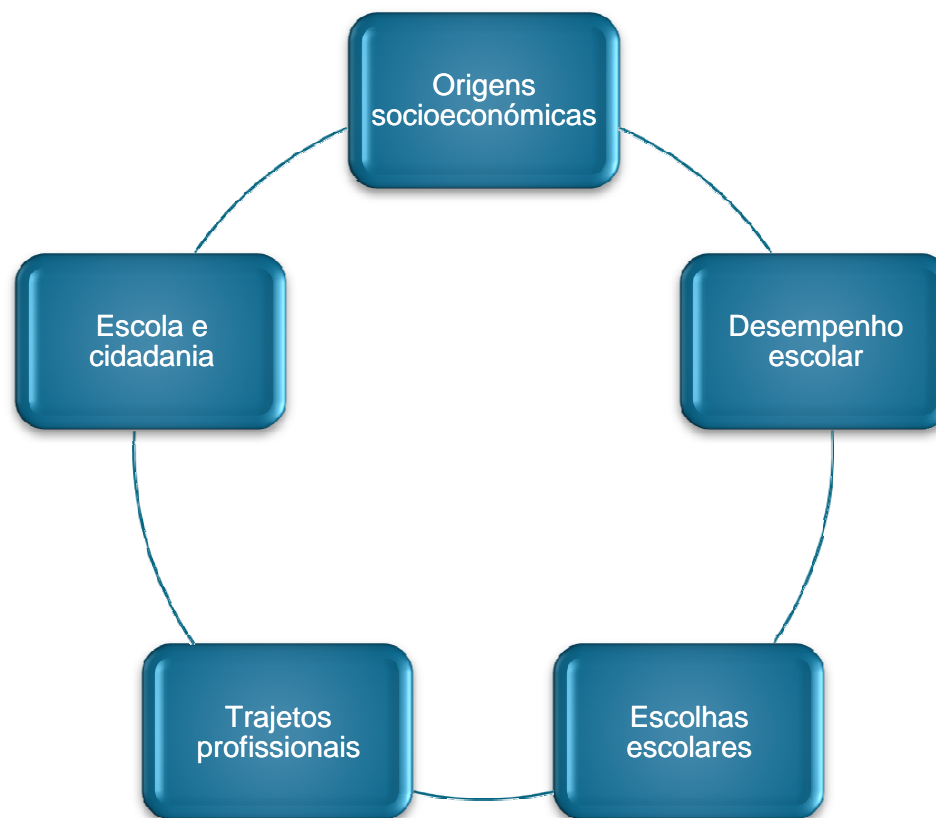 Origens
socioeconómicas
Desempenho
escolar
Escolhas
escolares
Trajetos
profissionais
Escola e
cidadania